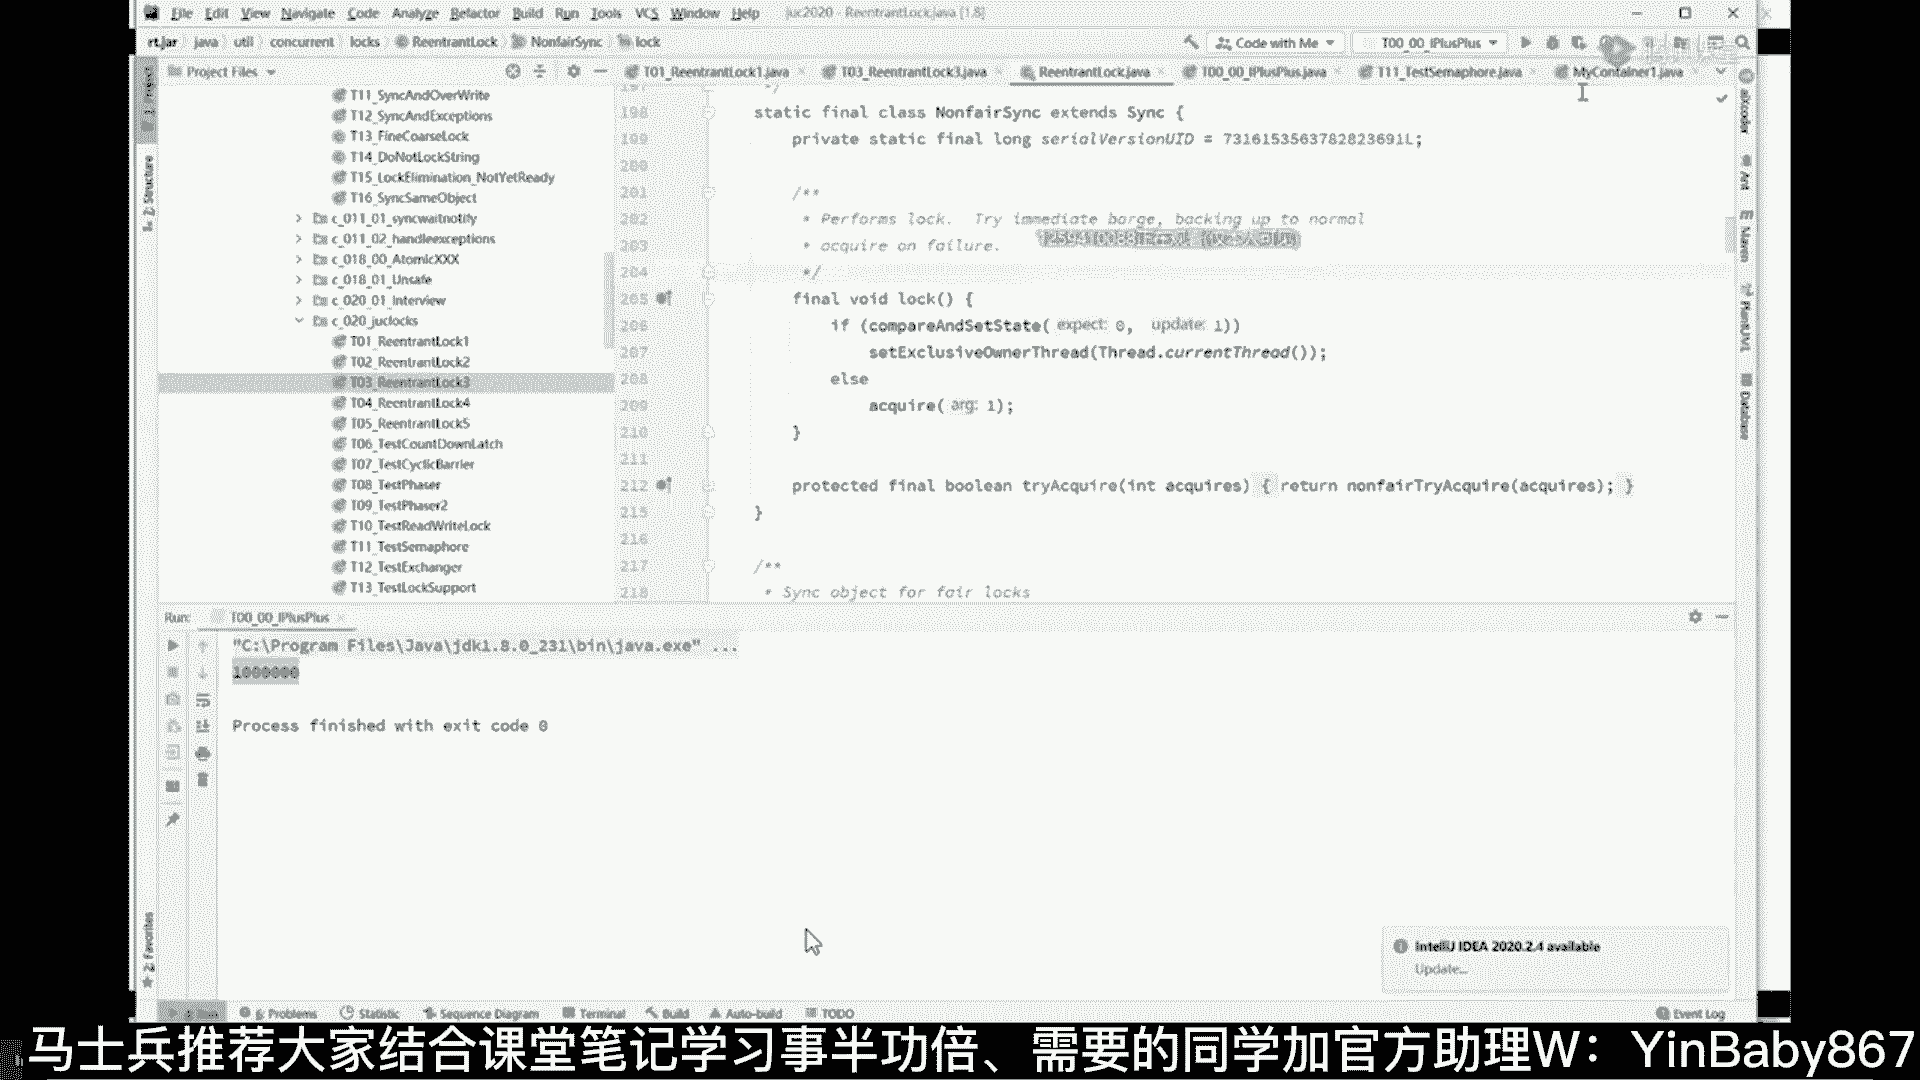 File Edit View Navigate Code Analyze Refactor Build Run Tools VCS Window Help juc2020 - ReentrantLock.java [1.8]
rt.jar java util concurrent locks ReentrantLock NonfairSync lock Code with Me T00_00_IPlusPlus
Project Files T01_ReentrantLock1.java T03_ReentrantLock3.java ReentrantLock.java T00_00_IPlusPlus.java T11_TestSemaphore.java MyContainer1.java
1: Project
Z: Structure
2: Favorites
T11_SyncAndOverWrite
T12_SyncAndExceptions
T13_FineCoarseLock
T14_DoNotLockString
T15_LockElimination_NotYetReady
T16_SyncSameObject
c_011_01_syncwaitnotify
c_011_02_handleexceptions
c_018_00_AtomicXXX
c_018_01_Unsafe
c_020_01_Interview
c_020_juclocks
T01_ReentrantLock1
T02_ReentrantLock2
T03_ReentrantLock3
T04_ReentrantLock4
T05_ReentrantLock5
T06_TestCountDownLatch
T07_TestCyclicBarrier
T08_TestPhaser
T09_TestPhaser2
T10_TestReadWriteLock
T11_TestSemaphore
T12_TestExchanger
T13_TestLockSupport
197 */
198 static final class NonfairSync extends Sync {
199 private static final long serialVersionUID = 7316153563782823691L;
200
201 /**
202 * Performs lock. Try immediate barge, backing up to normal
203 * acquire on failure.
204 */
205 final void lock() {
206 if (compareAndSetState( expect: 0, update: 1))
207 setExclusiveOwnerThread(Thread.currentThread());
208 else
209 acquire( arg: 1);
210 }
211
212 protected final boolean tryAcquire(int acquires) { return nonfairTryAcquire(acquires); }
215 }
216
217 /**
218 * Sync object for fair locks
aiXcoder
Ant
Maven
PlantUML
Database
Run: T00_00_IPlusPlus
"C:\Program Files\Java\jdk1.8.0_231\bin\java.exe" ...
1000000
Process finished with exit code 0
IntelliJ IDEA 2020.2.4 available
Update...
6: Problems Statistic Sequence Diagram Terminal Build Auto-build TODO Event Log
马士兵推荐大家结合课堂笔记学习事半功倍、需要的同学加官方助理W：YinBaby867